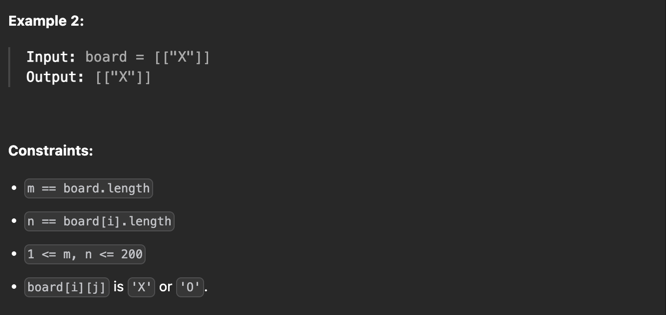 Example 2:
Input: board = [["X"]]
Output: [["X"]]
Constraints:
• m == board.length
• n == board[i].length
• 1 <= m, n <= 200
• board[i][j] is 'X' or 'O'.